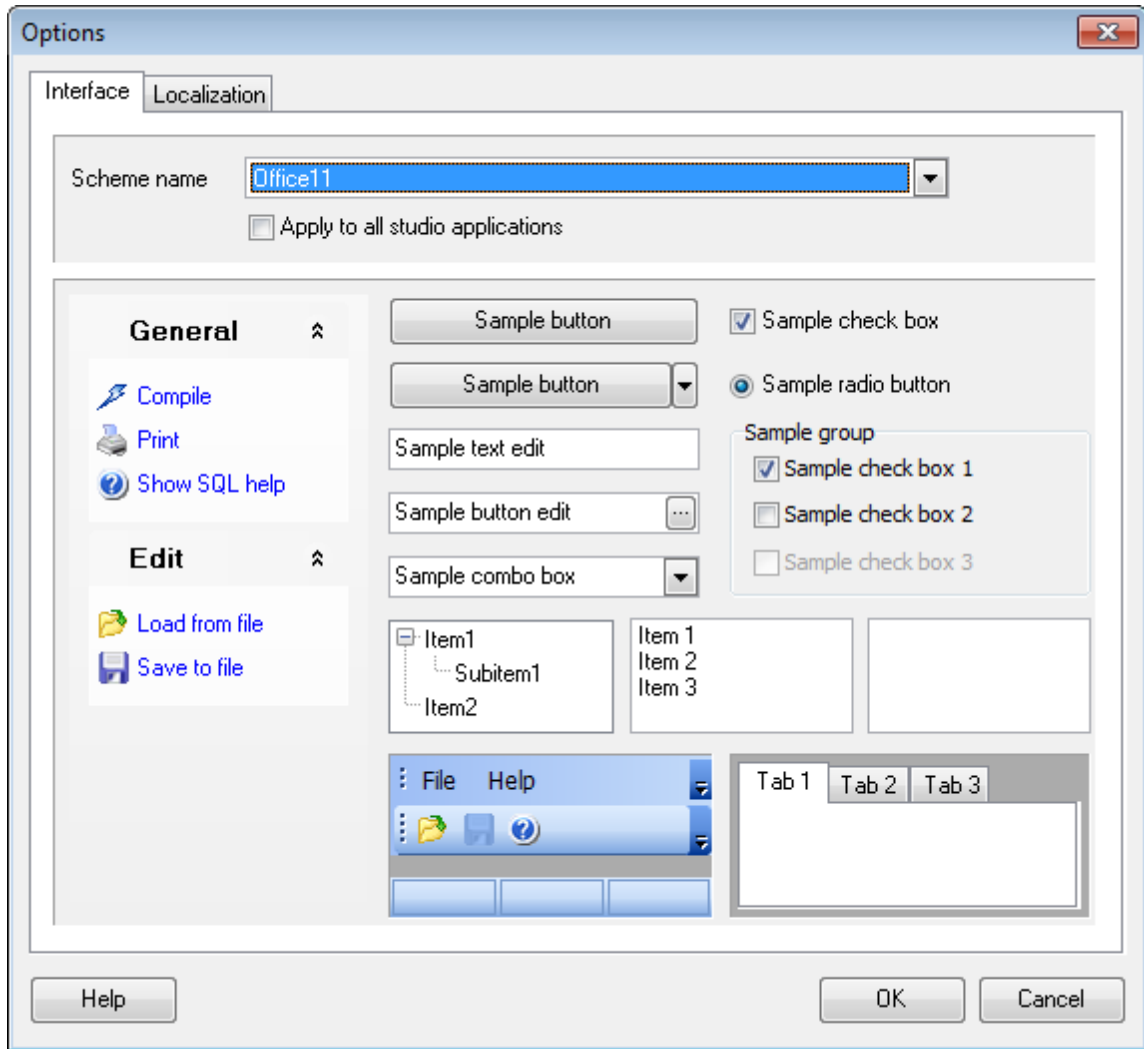 Options
Interface
Localization
Scheme name
Office11
Apply to all studio applications
General
Compile
Print
Show SQL help
Edit
Load from file
Save to file
Sample button
Sample button
Sample text edit
Sample button edit
...
Sample combo box
Sample check box
Sample radio button
Sample group
Sample check box 1
Sample check box 2
Sample check box 3
Item1
Subitem1
Item2
Item 1
Item 2
Item 3
File Help
Tab 1 Tab 2 Tab 3
Help
OK
Cancel